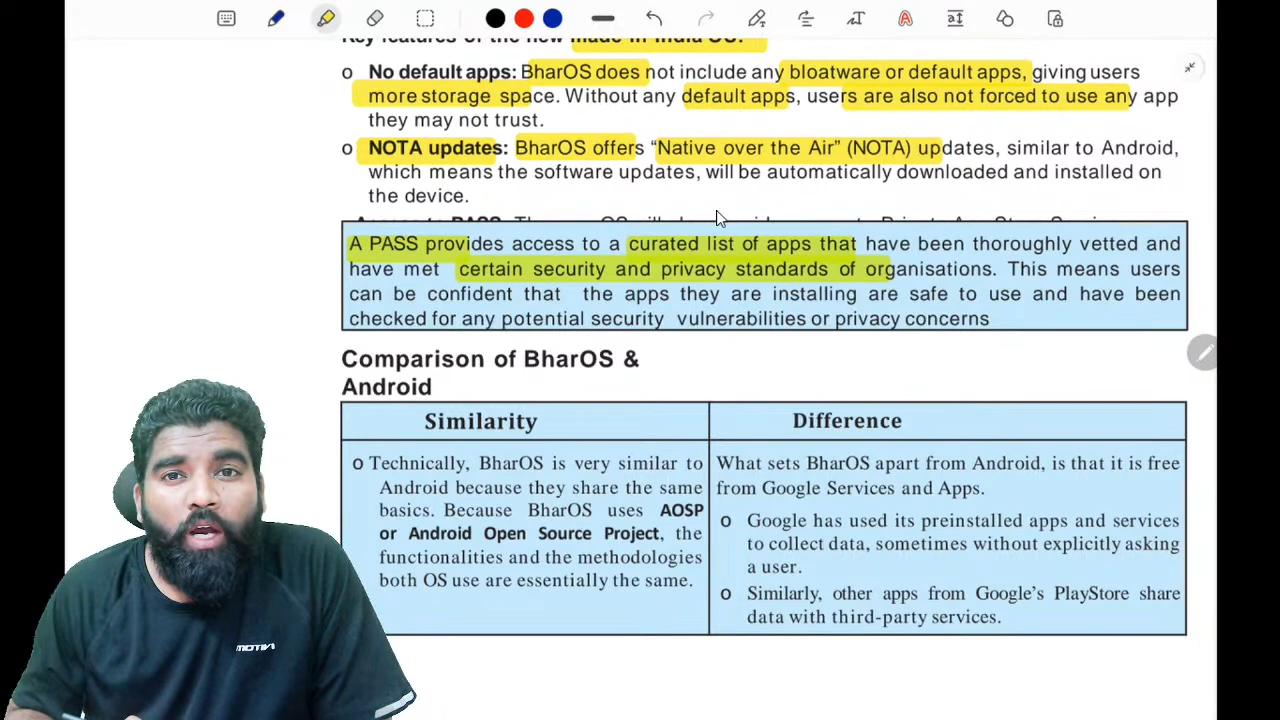 Key features of the new made in India OS:
o No default apps: BharOS does not include any bloatware or default apps, giving users
more storage space. Without any default apps, users are also not forced to use any app
they may not trust.
o NOTA updates: BharOS offers “Native over the Air” (NOTA) updates, similar to Android,
which means the software updates, will be automatically downloaded and installed on
the device.
A PASS provides access to a curated list of apps that have been thoroughly vetted and
have met certain security and privacy standards of organisations. This means users
can be confident that the apps they are installing are safe to use and have been
checked for any potential security vulnerabilities or privacy concerns
Comparison of BharOS &
Android
Similarity
o Technically, BharOS is very similar to
Android because they share the same
basics. Because BharOS uses AOSP
or Android Open Source Project, the
functionalities and the methodologies
both OS use are essentially the same.
Difference
What sets BharOS apart from Android, is that it is free
from Google Services and Apps.
o Google has used its preinstalled apps and services
to collect data, sometimes without explicitly asking
a user.
o Similarly, other apps from Google’s PlayStore share
data with third-party services.